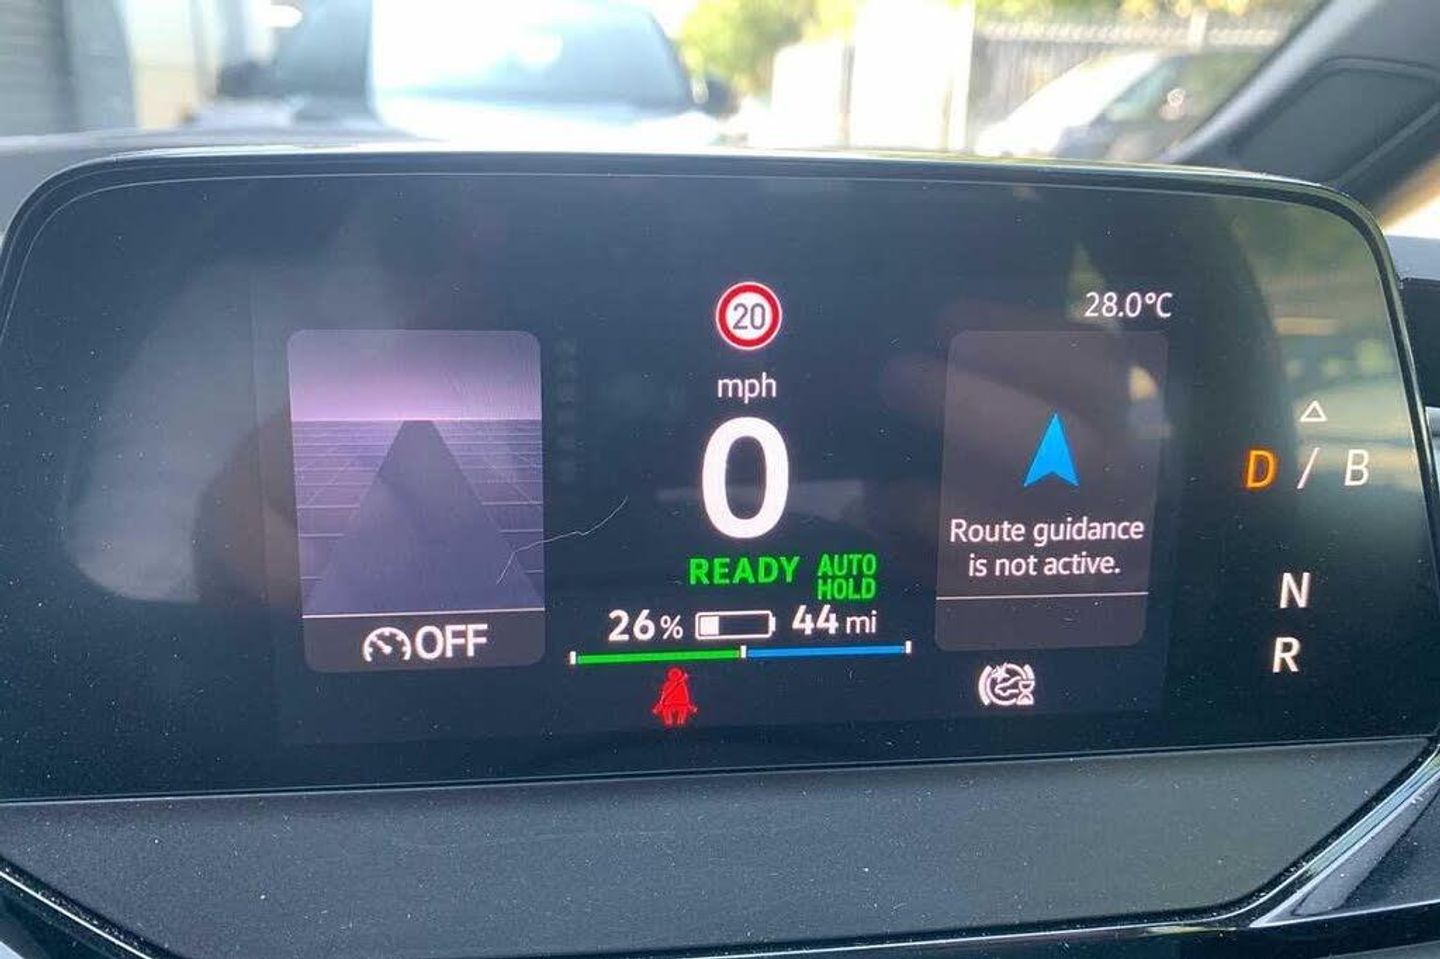 20
28.0°C
mph
0
D / B
Route guidance
is not active.
READY AUTO HOLD
N
26% 44 mi
OFF
R